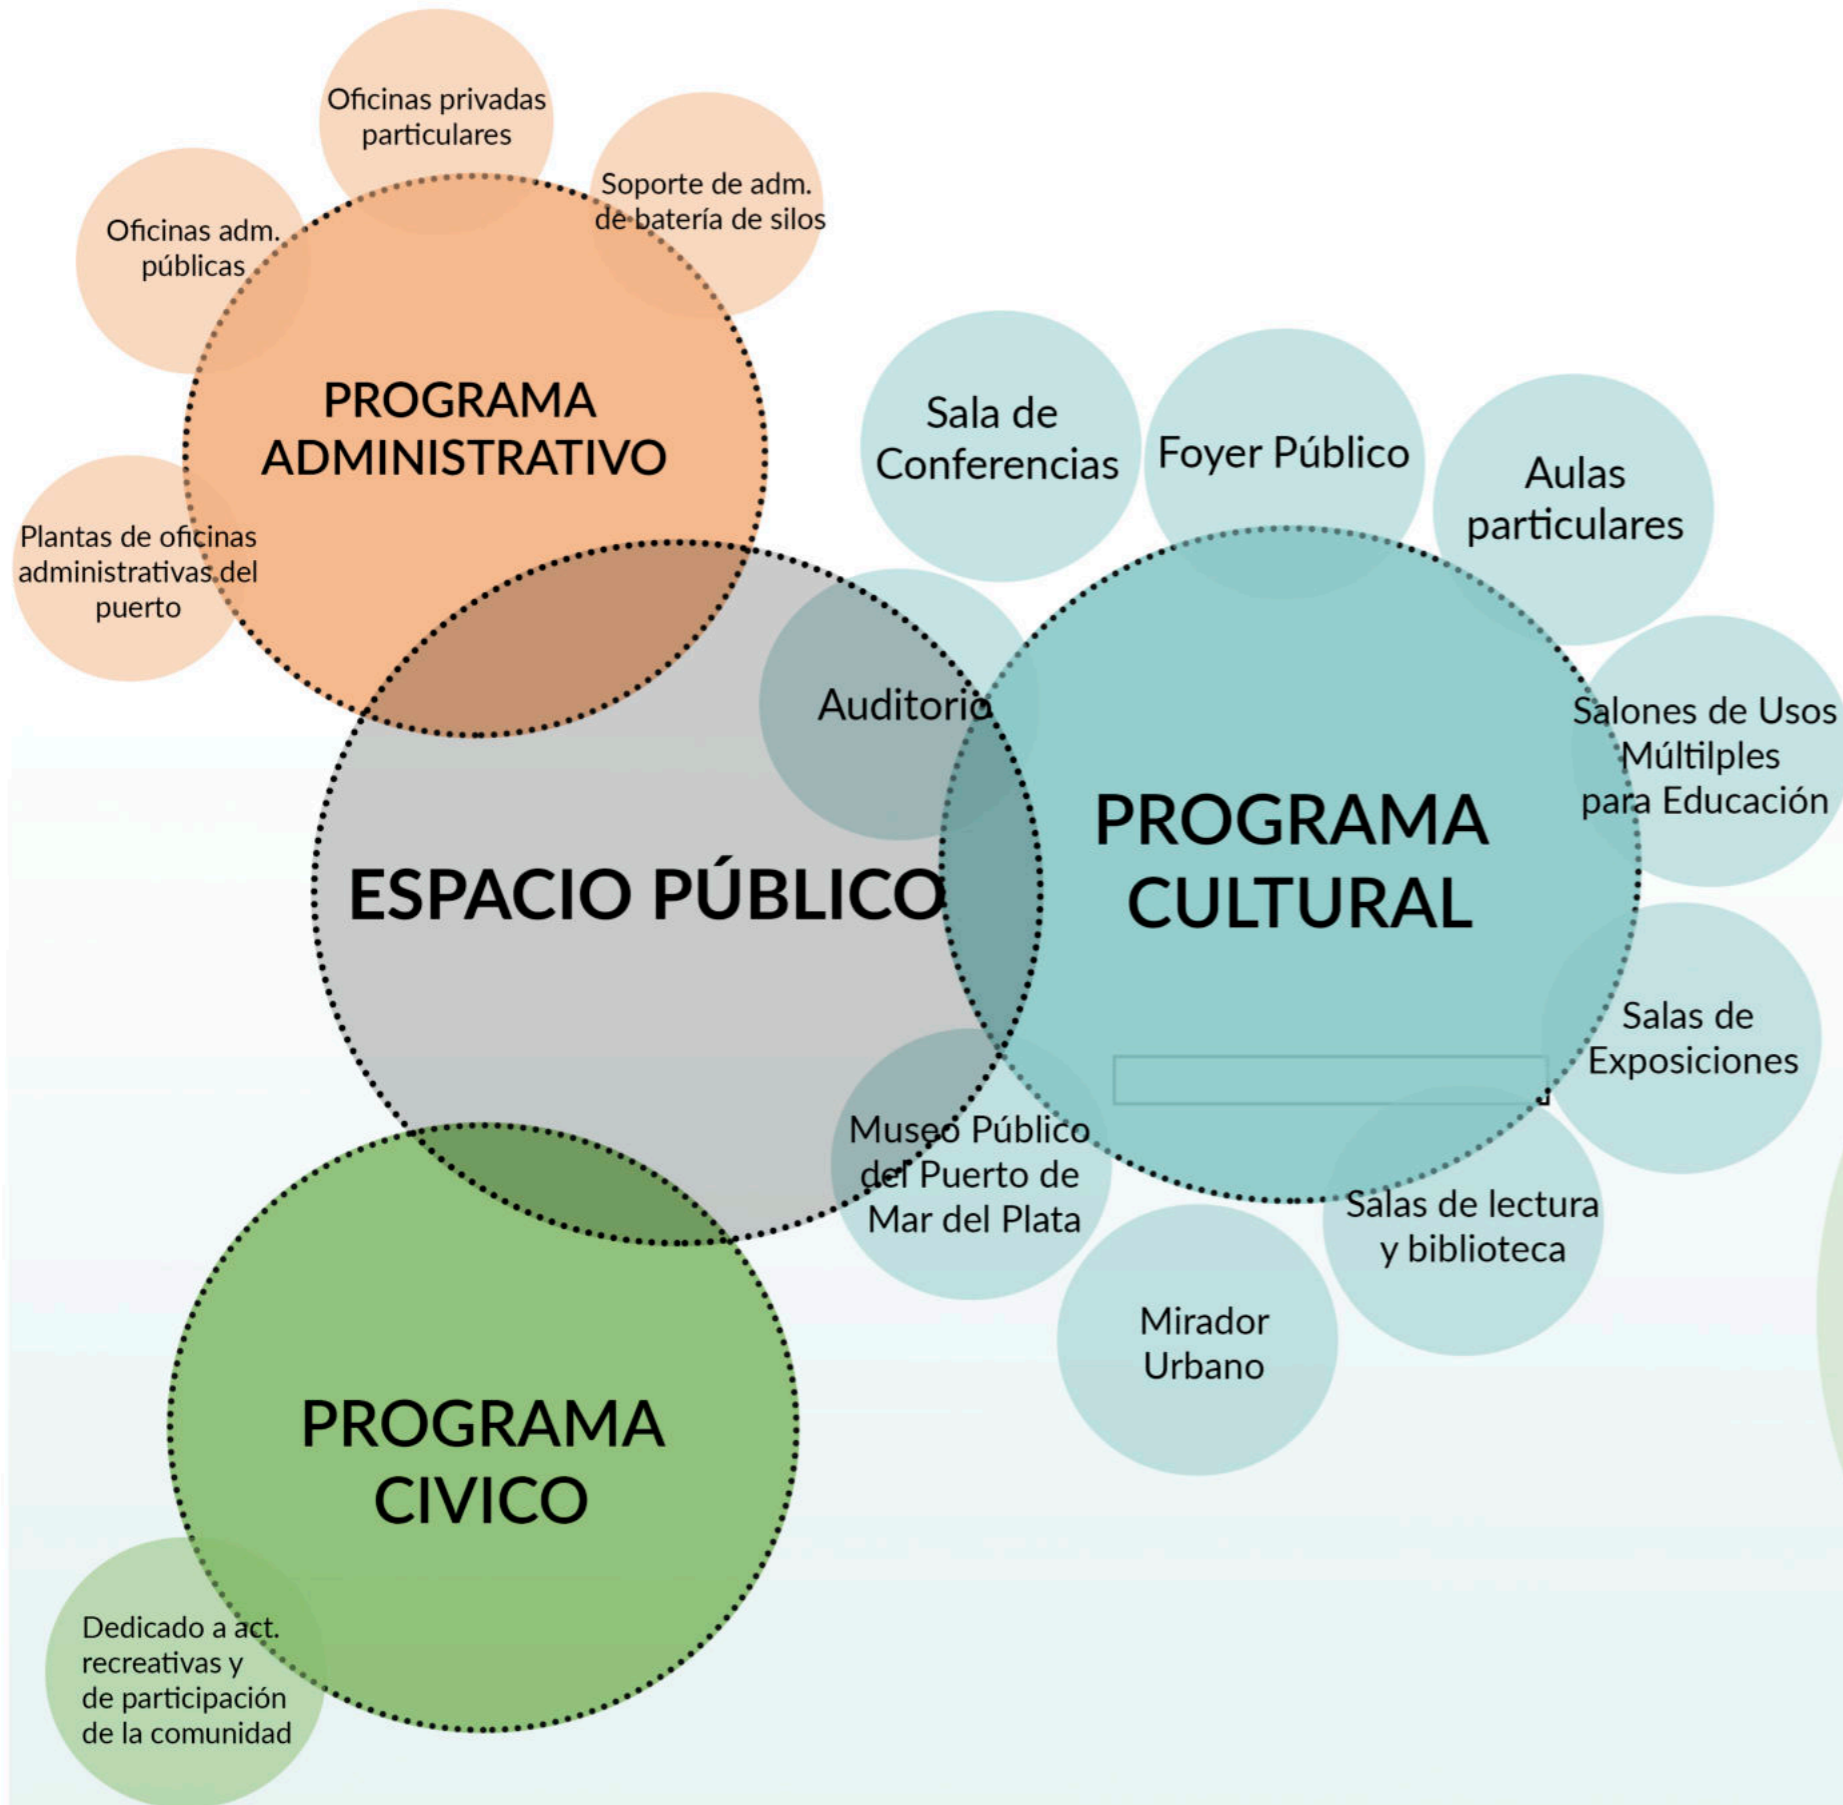 Oficinas privadas
particulares
Soporte de adm.
de batería de silos
Oficinas adm.
públicas
PROGRAMA
ADMINISTRATIVO
Plantas de oficinas
administrativas del
puerto
Sala de
Conferencias
Foyer Público
Aulas
particulares
Auditorio
Salones de Usos
Múltilples
para Educación
ESPACIO PÚBLICO
PROGRAMA
CULTURAL
Salas de
Exposiciones
Museo Público
del Puerto de
Mar del Plata
Salas de lectura
y biblioteca
Mirador
Urbano
PROGRAMA
CIVICO
Dedicado a act.
recreativas y
de participación
de la comunidad